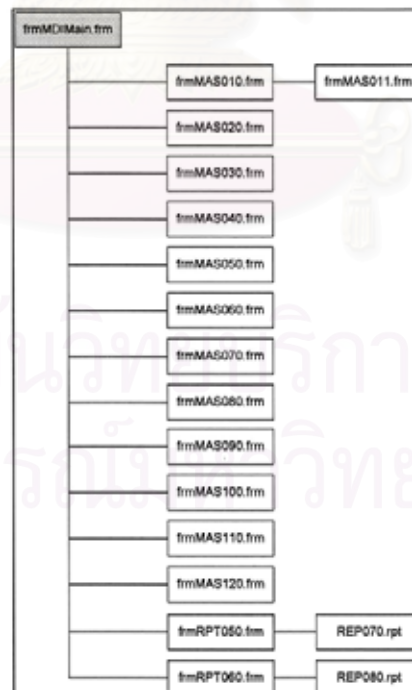 frmMDIMain.frm
frmMAS010.frm frmMAS011.frm
frmMAS020.frm
frmMAS030.frm
frmMAS040.frm
frmMAS050.frm
frmMAS060.frm
frmMAS070.frm
frmMAS080.frm
frmMAS090.frm
frmMAS100.frm
frmMAS110.frm
frmMAS120.frm
frmRPT050.frm REP070.rpt
frmRPT060.frm REP080.rpt